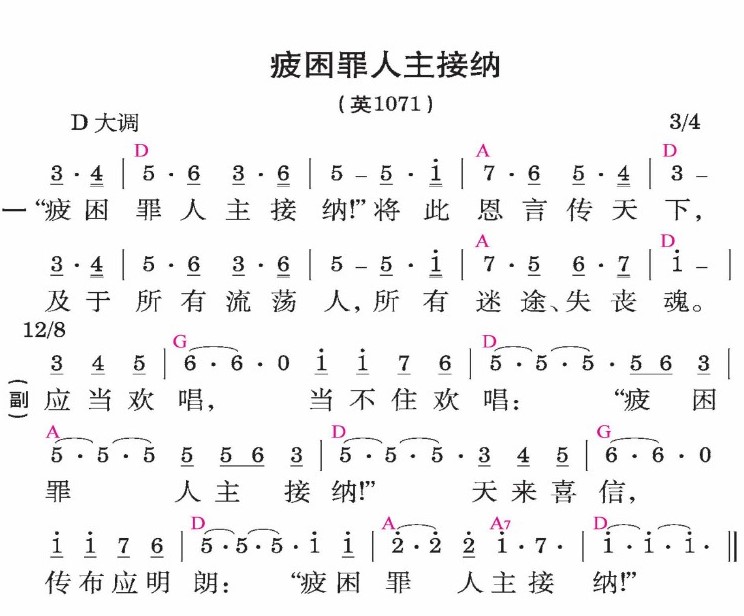 疲困罪人主接纳
(英1071)
D 大调 3/4
D A D
3 · 4 | 5 · 6 3 · 6 | 5 – 5 · i | 7 · 6 5 · 4 | 3 –
一 “疲困 罪人主接 纳!” 将此 恩言传天 下,
A D
3 · 4 | 5 · 6 3 · 6 | 5 – 5 · i | 7 · 5 6 · 7 | i – |
及于 所有流荡 人, 所有 迷途、失丧 魂。
12/8
G D
3 4 5 | 6 · 6 · 0 i i 7 6 | 5 · 5 · 5 · 5 6 3 |
(副) 应当欢 唱, 当不住欢 唱: “疲困
A D G
5 · 5 · 5 5 5 6 3 | 5 · 5 · 5 · 3 4 5 | 6 · 6 · 0
罪 人主 接 纳!” 天来喜 信,
D A A7 D
i i 7 6 | 5 · 5 · 5 · i i | 2 · 2 2 i · 7 · | i · i · i · ||
传布应明 朗: “疲困 罪 人主接 纳!”